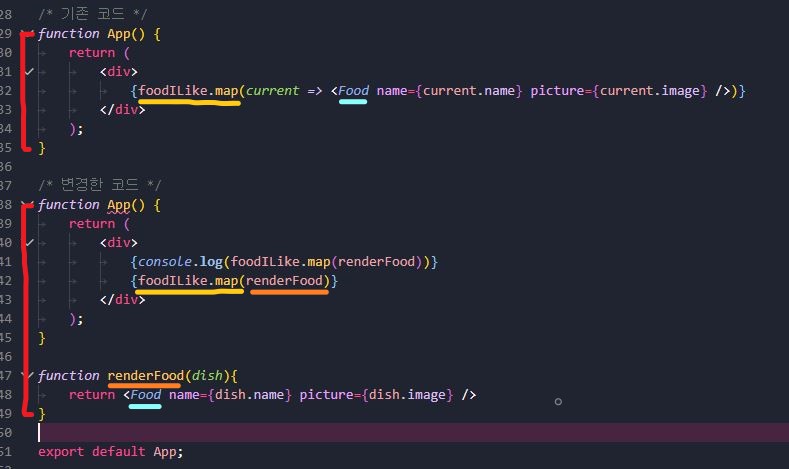 28 /* 기존 코드 */
29 function App() {
30 return (
31 <div>
32 {foodILike.map(current => <Food name={current.name} picture={current.image} />)}
33 </div>
34 );
35 }
36
37 /* 변경한 코드 */
38 function App() {
39 return (
40 <div>
41 {console.log(foodILike.map(renderFood))}
42 {foodILike.map(renderFood)}
43 </div>
44 );
45 }
46
47 function renderFood(dish){
48 return <Food name={dish.name} picture={dish.image} />
49 }
50
51 export default App;